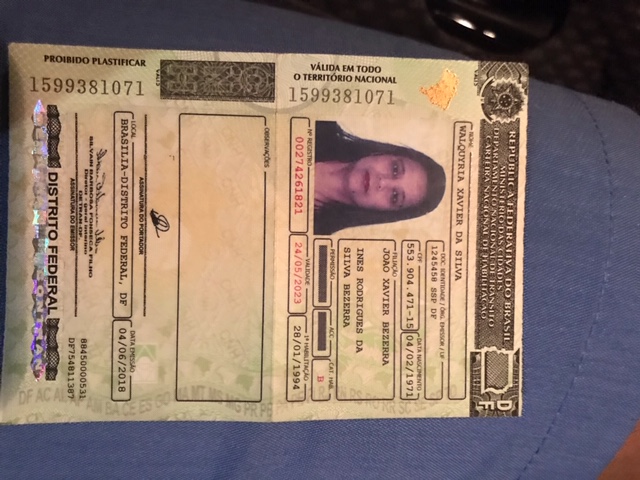 REPÚBLICA FEDERATIVA DO BRASIL
MINISTÉRIO DAS CIDADES
DEPARTAMENTO NACIONAL DE TRÂNSITO
CARTEIRA NACIONAL DE HABILITAÇÃO
DF
NOME
WALQUYRIA XAVIER DA SILVA
DOC. IDENTIDADE / ÓRG. EMISSOR / UF
1245458 SSP DF
CPF
553.904.471-15
DATA NASCIMENTO
04/02/1971
FILIAÇÃO
JOAO XAVIER BEZERRA
INES RODRIGUES DA
SILVA BEZERRA
PERMISSÃO
ACC
CAT. HAB.
B
Nº REGISTRO
00274261821
VALIDADE
24/05/2023
1ª HABILITAÇÃO
28/01/1994
VÁLIDA EM TODO
O TERRITÓRIO NACIONAL
1599381071
OBSERVAÇÕES
ASSINATURA DO PORTADOR
LOCAL
BRASILIA-DISTRITO FEDERAL, DF
DATA EMISSÃO
04/06/2018
SILVAIN BARBOSA FONSECA FILHO
Diretor - geral interino
DETRAN-DF
ASSINATURA DO EMISSOR
88450000531
DF754811387
PROIBIDO PLASTIFICAR
1599381071
DISTRITO FEDERAL